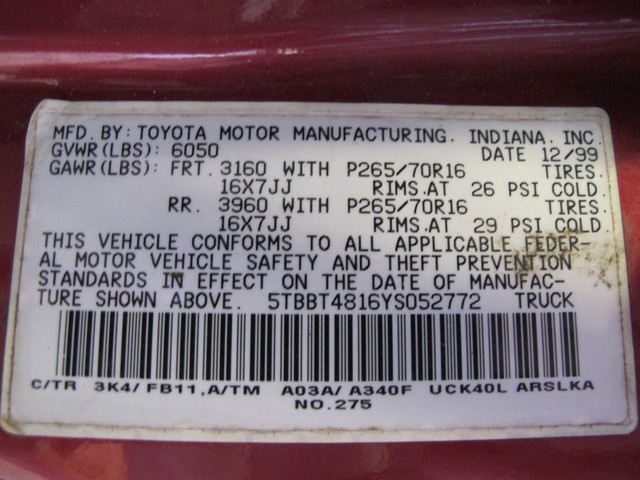 MFD. BY: TOYOTA MOTOR MANUFACTURING, INDIANA, INC.
GVWR(LBS): 6050 DATE 12/99
GAWR(LBS): FRT. 3160 WITH P265/70R16 TIRES.
16X7JJ RIMS.AT 26 PSI COLD.
RR. 3960 WITH P265/70R16 TIRES.
16X7JJ RIMS.AT 29 PSI COLD.
THIS VEHICLE CONFORMS TO ALL APPLICABLE FEDER-
AL MOTOR VEHICLE SAFETY AND THEFT PREVENTION
STANDARDS IN EFFECT ON THE DATE OF MANUFAC-
TURE SHOWN ABOVE. 5TBBT4816YS052772 TRUCK
C/TR 3K4/ FB11,A/TM A03A/ A340F UCK40L ARSLKA
NO.275